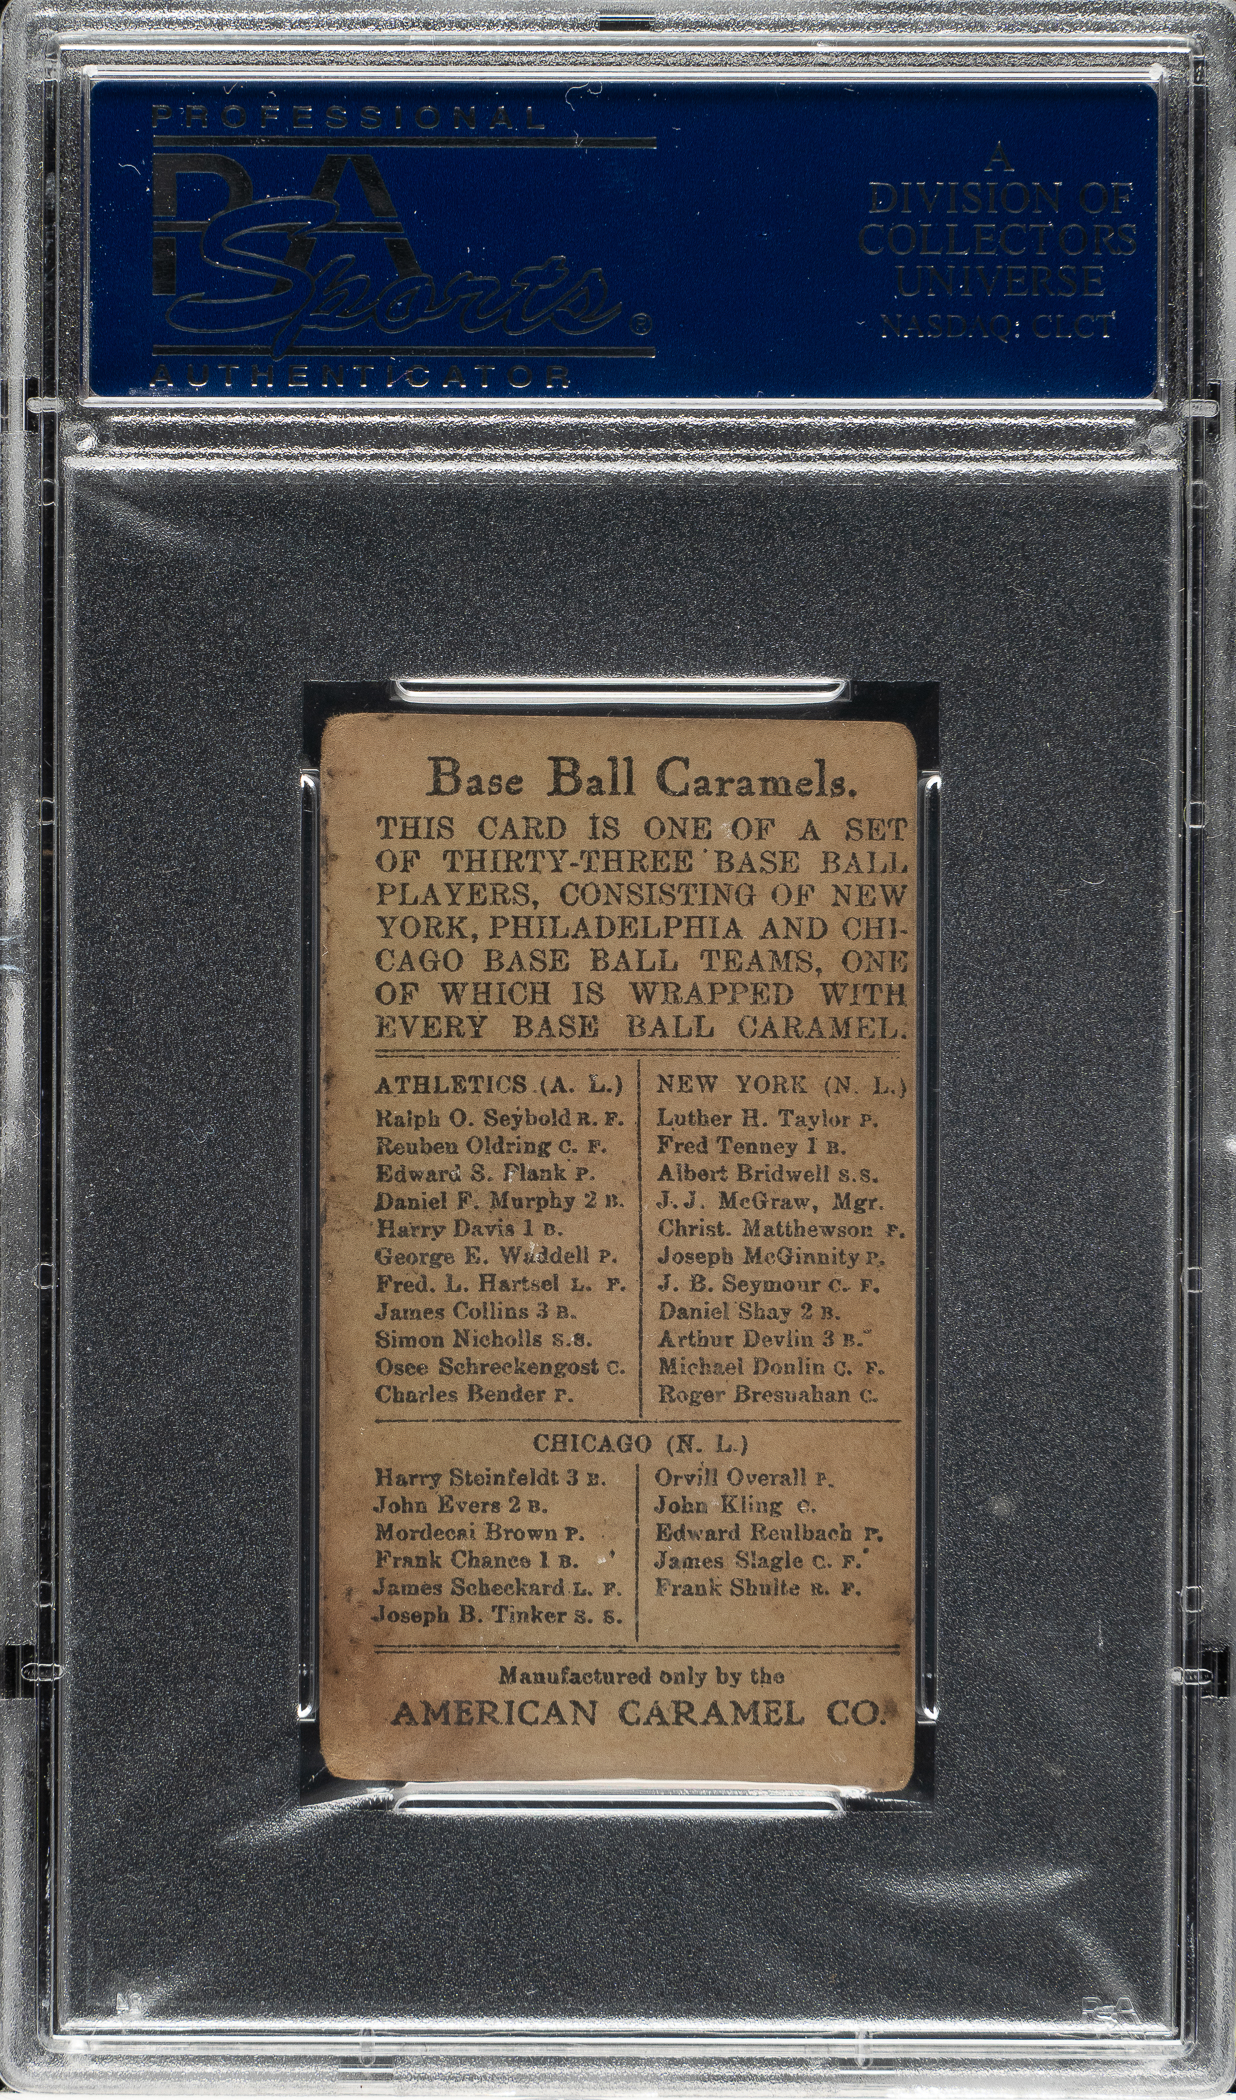 PROFESSIONAL
PSA
Sports ®
AUTHENTICATOR
A
DIVISION OF
COLLECTORS
UNIVERSE
NASDAQ: CLCT
Base Ball Caramels.
THIS CARD IS ONE OF A SET
OF THIRTY-THREE BASE BALL
PLAYERS, CONSISTING OF NEW
YORK, PHILADELPHIA AND CHI-
CAGO BASE BALL TEAMS, ONE
OF WHICH IS WRAPPED WITH
EVERY BASE BALL CARAMEL.
ATHLETICS (A. L.)
Ralph O. Seybold R. F.
Reuben Oldring C. F.
Edward S. Plank P.
Daniel F. Murphy 2 B.
Harry Davis 1 B.
George E. Waddell P.
Fred. L. Hartsel L. F.
James Collins 3 B.
Simon Nicholls S.S.
Osee Schreckengost C.
Charles Bender P.
NEW YORK (N. L.)
Luther H. Taylor P.
Fred Tenney 1 B.
Albert Bridwell S.S.
J. J. McGraw, Mgr.
Christ. Matthewson P.
Joseph McGinnity P.
J. B. Seymour C. F.
Daniel Shay 2 B.
Arthur Devlin 3 B.
Michael Donlin C. F.
Roger Bresnahan C.
CHICAGO (N. L.)
Harry Steinfeldt 3 B.
John Evers 2 B.
Mordecai Brown P.
Frank Chance 1 B.
James Scheckard L. F.
Joseph B. Tinker S. S.
Orvill Overall P.
John Kling C.
Edward Reulbach P.
James Slagle C. F.
Frank Shulte R. F.
Manufactured only by the
AMERICAN CARAMEL CO.
PSA